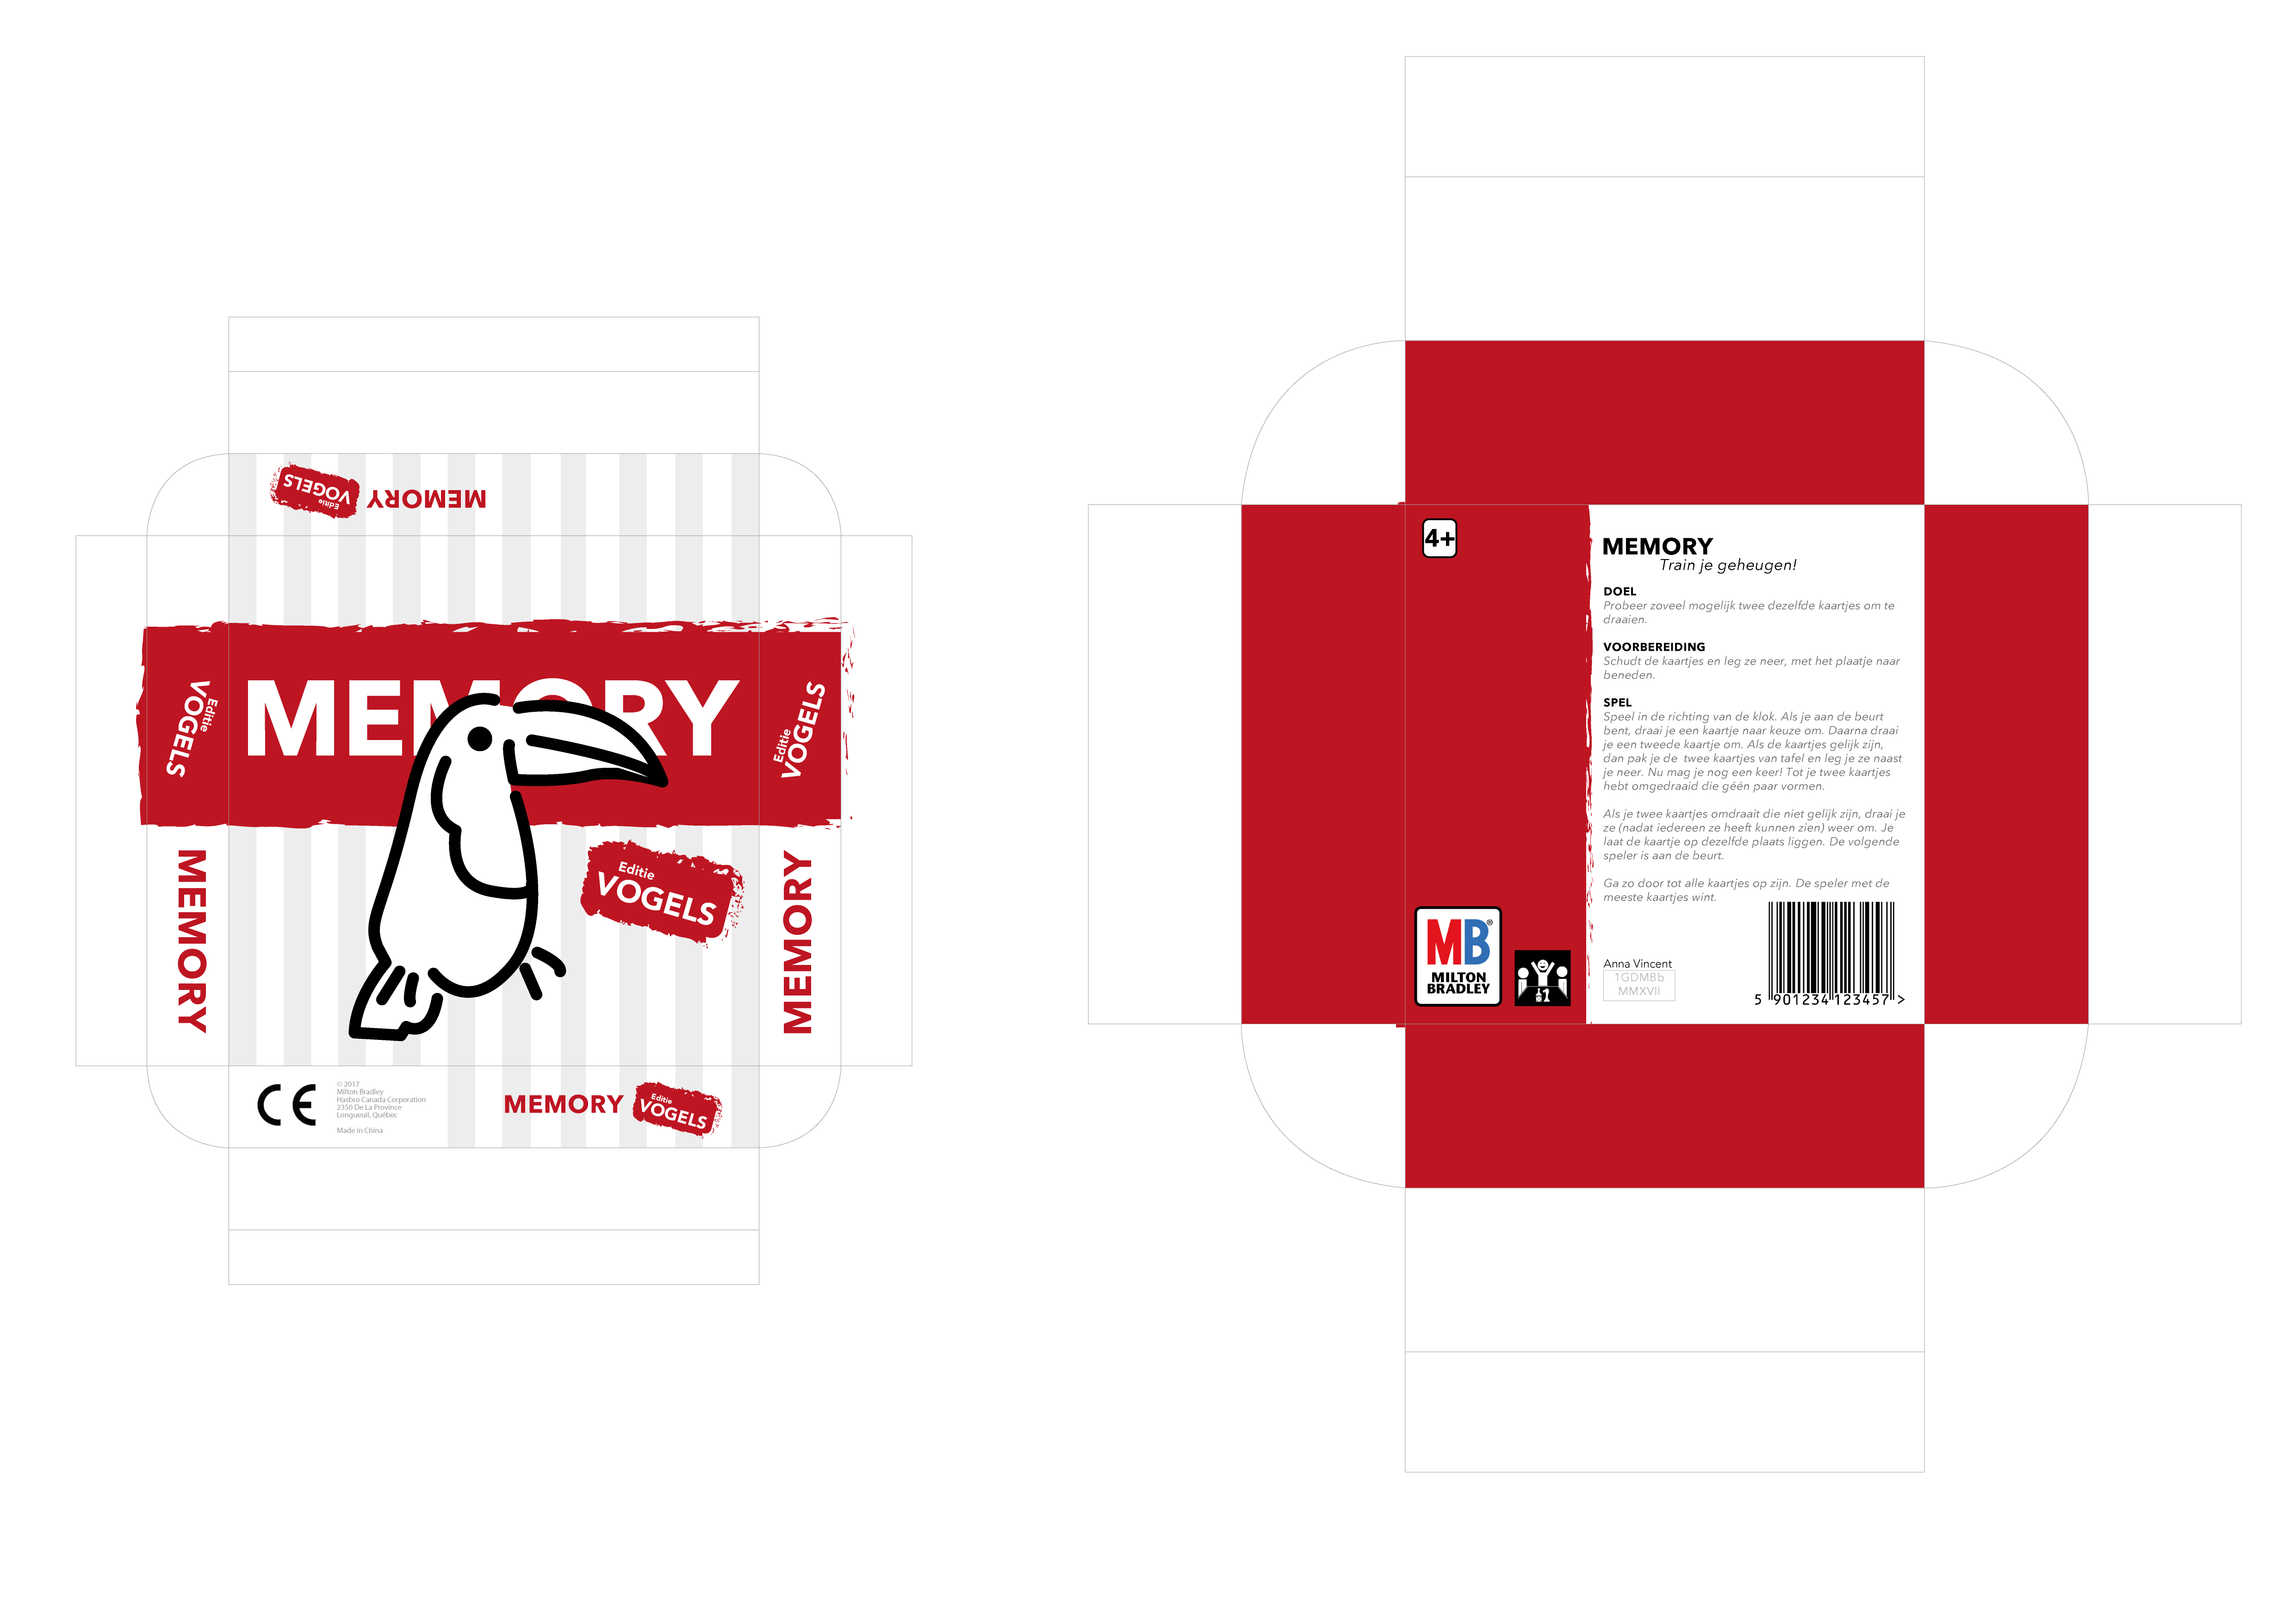 Editie
VOGELS
MEMORY
Editie
VOGELS
MEMORY
Editie
VOGELS
Editie
VOGELS
MEMORY
MEMORY
CE
© 2017
Milton Bradley
Hasbro Canada Corporation
2350 De La Province
Longueuil, Québec
Made in China
MEMORY
Editie
VOGELS
4+
MB®
MILTON
BRADLEY
MEMORY
Train je geheugen!
DOEL
Probeer zoveel mogelijk twee dezelfde kaartjes om te
draaien.
VOORBEREIDING
Schudt de kaartjes en leg ze neer, met het plaatje naar
beneden.
SPEL
Speel in de richting van de klok. Als je aan de beurt
bent, draai je een kaartje naar keuze om. Daarna draai
je een tweede kaartje om. Als de kaartjes gelijk zijn,
dan pak je de  twee kaartjes van tafel en leg je ze naast
je neer. Nu mag je nog een keer! Tot je twee kaartjes
hebt omgedraaid die géén paar vormen.
Als je twee kaartjes omdraait die niet gelijk zijn, draai je
ze (nadat iedereen ze heeft kunnen zien) weer om. Je
laat de kaartje op dezelfde plaats liggen. De volgende
speler is aan de beurt.
Ga zo door tot alle kaartjes op zijn. De speler met de
meeste kaartjes wint.
Anna Vincent
1GDMBb
MMXVII
5 901234 123457 >